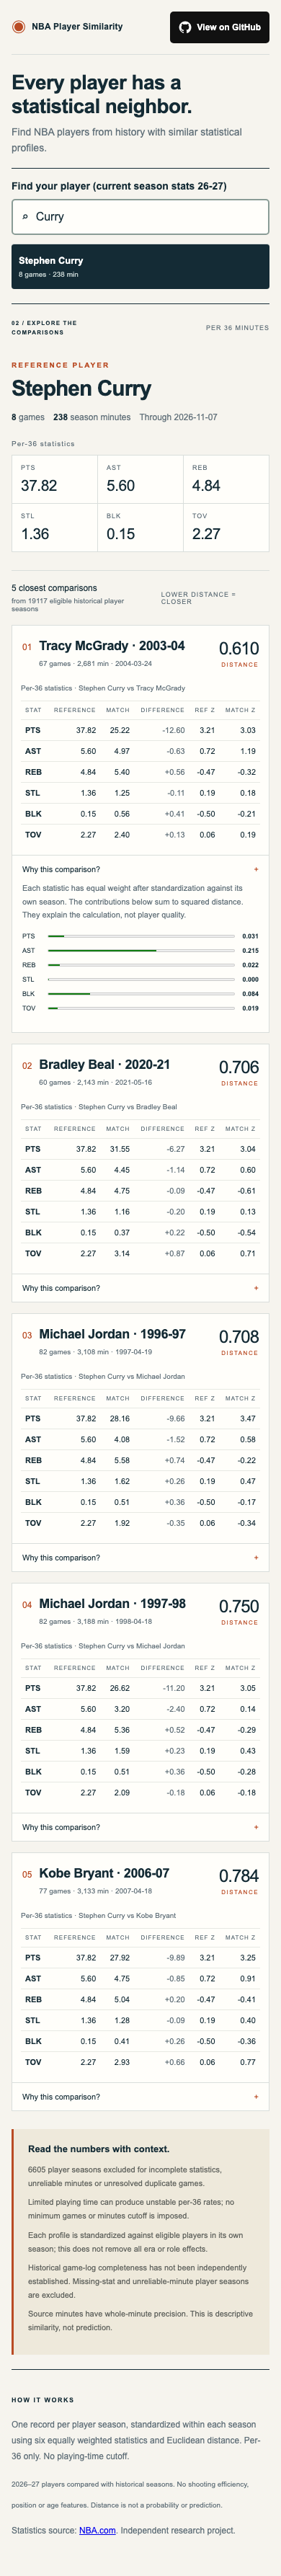 NBA Player Similarity
View on GitHub
Every player has a
statistical neighbor.
Find NBA players from history with similar statistical
profiles.
Find your player (current season stats 26-27)
Curry
Stephen Curry
8 games · 238 min
02 / EXPLORE THE
COMPARISONS
PER 36 MINUTES
REFERENCE PLAYER
Stephen Curry
8 games 238 season minutes Through 2026-11-07
Per-36 statistics
PTS AST REB
37.82 5.60 4.84
STL BLK TOV
1.36 0.15 2.27
5 closest comparisons
from 19117 eligible historical player
seasons
LOWER DISTANCE =
CLOSER
01 Tracy McGrady · 2003-04 0.610
67 games · 2,681 min · 2004-03-24 DISTANCE
Per-36 statistics · Stephen Curry vs Tracy McGrady
STAT REFERENCE MATCH DIFFERENCE REF Z MATCH Z
PTS 37.82 25.22 -12.60 3.21 3.03
AST 5.60 4.97 -0.63 0.72 1.19
REB 4.84 5.40 +0.56 -0.47 -0.32
STL 1.36 1.25 -0.11 0.19 0.18
BLK 0.15 0.56 +0.41 -0.50 -0.21
TOV 2.27 2.40 +0.13 0.06 0.19
Why this comparison? +
Each statistic has equal weight after standardization against its
own season. The contributions below sum to squared distance.
They explain the calculation, not player quality.
PTS 0.031
AST 0.215
REB 0.022
STL 0.000
BLK 0.084
TOV 0.019
02 Bradley Beal · 2020-21 0.706
60 games · 2,143 min · 2021-05-16 DISTANCE
Per-36 statistics · Stephen Curry vs Bradley Beal
STAT REFERENCE MATCH DIFFERENCE REF Z MATCH Z
PTS 37.82 31.55 -6.27 3.21 3.04
AST 5.60 4.45 -1.14 0.72 0.60
REB 4.84 4.75 -0.09 -0.47 -0.61
STL 1.36 1.16 -0.20 0.19 0.13
BLK 0.15 0.37 +0.22 -0.50 -0.54
TOV 2.27 3.14 +0.87 0.06 0.71
Why this comparison? +
03 Michael Jordan · 1996-97 0.708
82 games · 3,108 min · 1997-04-19 DISTANCE
Per-36 statistics · Stephen Curry vs Michael Jordan
STAT REFERENCE MATCH DIFFERENCE REF Z MATCH Z
PTS 37.82 28.16 -9.66 3.21 3.47
AST 5.60 4.08 -1.52 0.72 0.58
REB 4.84 5.58 +0.74 -0.47 -0.22
STL 1.36 1.62 +0.26 0.19 0.47
BLK 0.15 0.51 +0.36 -0.50 -0.17
TOV 2.27 1.92 -0.35 0.06 -0.34
Why this comparison? +
04 Michael Jordan · 1997-98 0.750
82 games · 3,188 min · 1998-04-18 DISTANCE
Per-36 statistics · Stephen Curry vs Michael Jordan
STAT REFERENCE MATCH DIFFERENCE REF Z MATCH Z
PTS 37.82 26.62 -11.20 3.21 3.05
AST 5.60 3.20 -2.40 0.72 0.14
REB 4.84 5.36 +0.52 -0.47 -0.29
STL 1.36 1.59 +0.23 0.19 0.43
BLK 0.15 0.51 +0.36 -0.50 -0.28
TOV 2.27 2.09 -0.18 0.06 -0.18
Why this comparison? +
05 Kobe Bryant · 2006-07 0.784
77 games · 3,133 min · 2007-04-18 DISTANCE
Per-36 statistics · Stephen Curry vs Kobe Bryant
STAT REFERENCE MATCH DIFFERENCE REF Z MATCH Z
PTS 37.82 27.92 -9.89 3.21 3.25
AST 5.60 4.75 -0.85 0.72 0.91
REB 4.84 5.04 +0.20 -0.47 -0.41
STL 1.36 1.28 -0.09 0.19 0.40
BLK 0.15 0.41 +0.26 -0.50 -0.36
TOV 2.27 2.93 +0.66 0.06 0.77
Why this comparison? +
Read the numbers with context.
6605 player seasons excluded for incomplete statistics,
unreliable minutes or unresolved duplicate games.
Limited playing time can produce unstable per-36 rates; no
minimum games or minutes cutoff is imposed.
Each profile is standardized against eligible players in its own
season; this does not remove all era or role effects.
Historical game-log completeness has not been independently
established. Missing-stat and unreliable-minute player seasons
are excluded.
Source minutes have whole-minute precision. This is descriptive
similarity, not prediction.
HOW IT WORKS
One record per player season, standardized within each season
using six equally weighted statistics and Euclidean distance. Per-
36 only. No playing-time cutoff.
2026–27 players compared with historical seasons. No shooting efficiency,
position or age features. Distance is not a probability or prediction.
Statistics source: NBA.com. Independent research project.